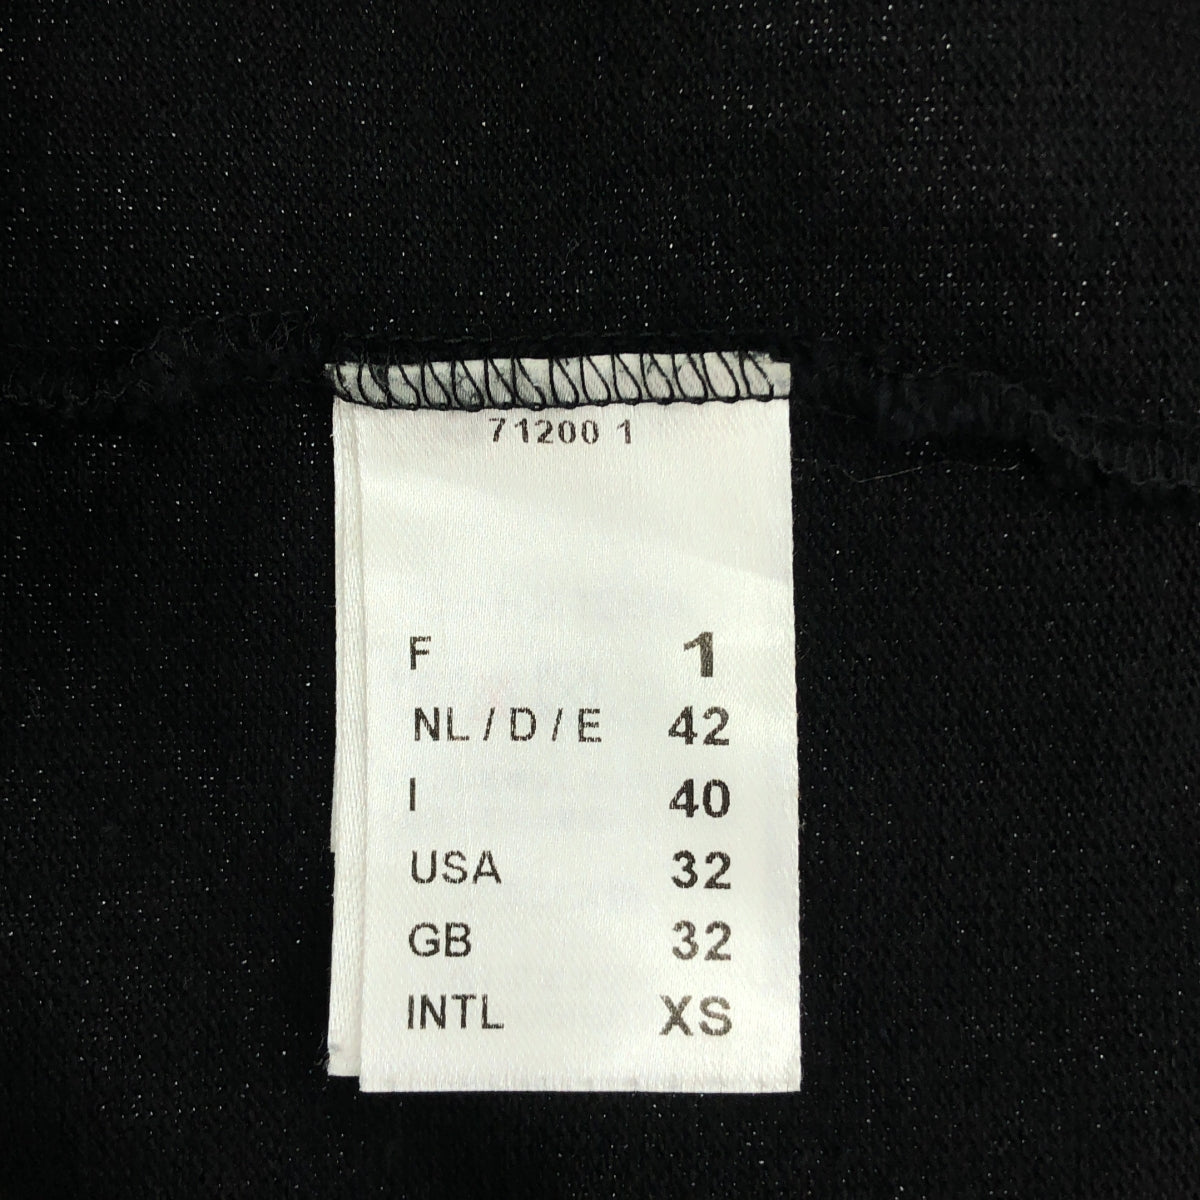 71200 1
F 1
NL / D / E 42
I 40
USA 32
GB 32
INTL XS